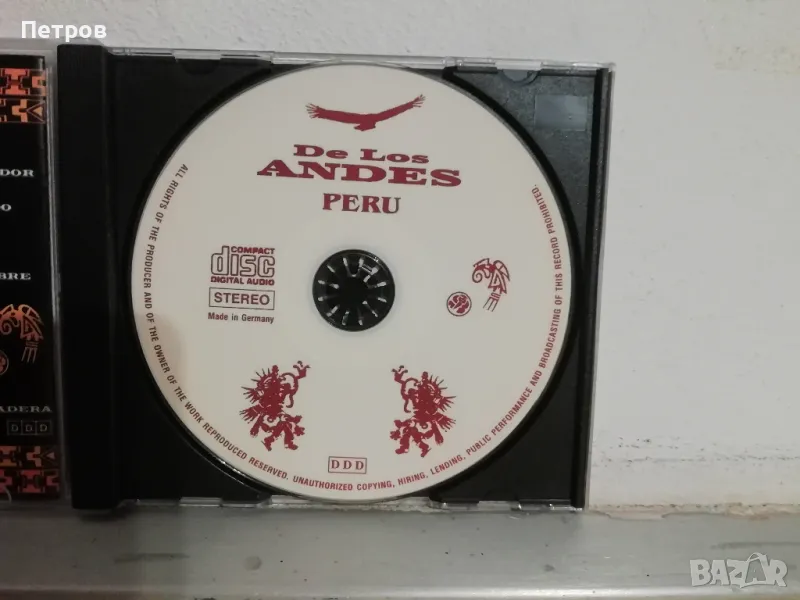 Петров
DOR
O
BRE
ADERA
DDD
De Los
ANDES
PERU
COMPACT
disc
DIGITAL AUDIO
STEREO
Made in Germany
DDD
ALL RIGHTS OF THE PRODUCER AND OF THE OWNER OF THE WORK REPRODUCED RESERVED. UNAUTHORIZED COPYING, HIRING, LENDING, PUBLIC PERFORMANCE AND BROADCASTING OF THIS RECORD PROHIBITED.
BAZAR